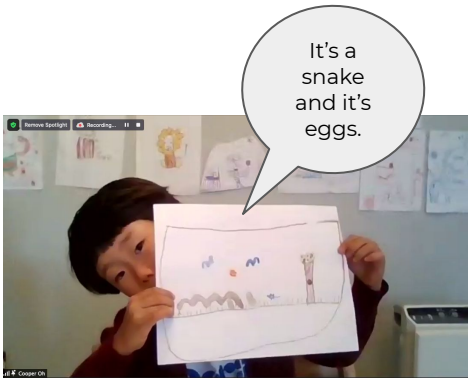 It's a
snake
and it's
eggs.
Remove Spotlight
Recording...
Cooper Oh